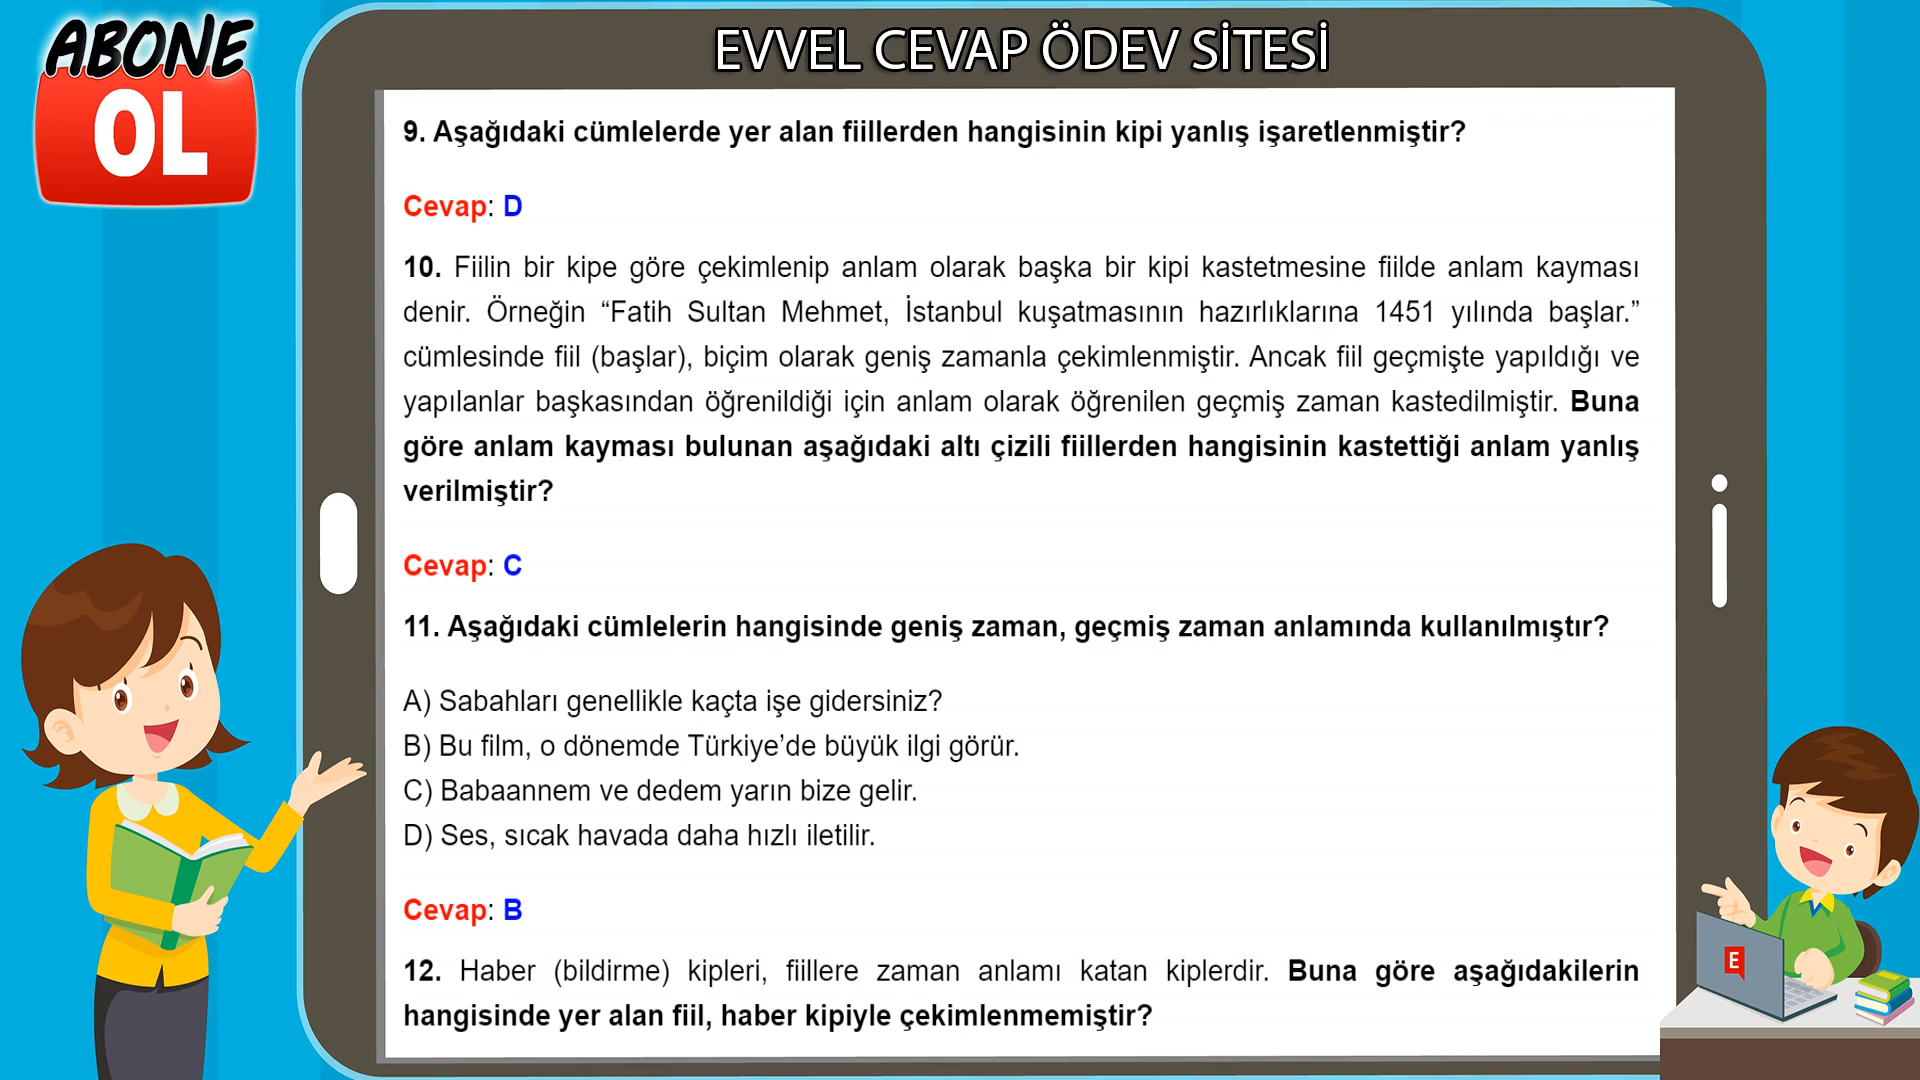 ABONE
OL
EVVEL CEVAP ÖDEV SİTESİ
9. Aşağıdaki cümlelerde yer alan fiillerden hangisinin kipi yanlış işaretlenmiştir?
Cevap: D
10. Fiilin bir kipe göre çekimlenip anlam olarak başka bir kipi kastetmesine fiilde anlam kayması
denir. Örneğin “Fatih Sultan Mehmet, İstanbul kuşatmasının hazırlıklarına 1451 yılında başlar.”
cümlesinde fiil (başlar), biçim olarak geniş zamanla çekimlenmiştir. Ancak fiil geçmişte yapıldığı ve
yapılanlar başkasından öğrenildiği için anlam olarak öğrenilen geçmiş zaman kastedilmiştir. Buna
göre anlam kayması bulunan aşağıdaki altı çizili fiillerden hangisinin kastettiği anlam yanlış
verilmiştir?
Cevap: C
11. Aşağıdaki cümlelerin hangisinde geniş zaman, geçmiş zaman anlamında kullanılmıştır?
A) Sabahları genellikle kaçta işe gidersiniz?
B) Bu film, o dönemde Türkiye’de büyük ilgi görür.
C) Babaannem ve dedem yarın bize gelir.
D) Ses, sıcak havada daha hızlı iletilir.
Cevap: B
12. Haber (bildirme) kipleri, fiillere zaman anlamı katan kiplerdir. Buna göre aşağıdakilerin
hangisinde yer alan fiil, haber kipiyle çekimlenmemiştir?
E